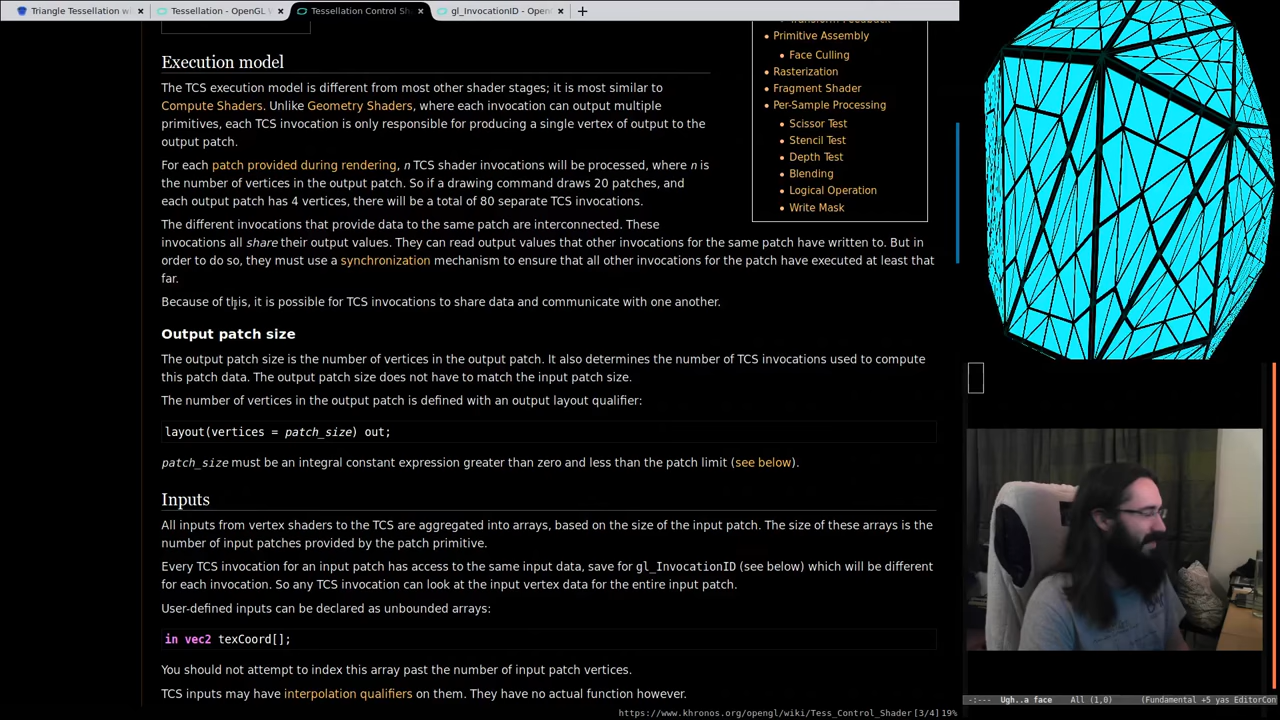 Triangle Tessellation wi
Tessellation - OpenGL W
Tessellation Control Sh
gl_InvocationID - OpenG
Primitive Assembly
Face Culling
Rasterization
Fragment Shader
Per-Sample Processing
Scissor Test
Stencil Test
Depth Test
Blending
Logical Operation
Write Mask
Execution model
The TCS execution model is different from most other shader stages; it is most similar to
Compute Shaders. Unlike Geometry Shaders, where each invocation can output multiple
primitives, each TCS invocation is only responsible for producing a single vertex of output to the
output patch.
For each patch provided during rendering, n TCS shader invocations will be processed, where n is
the number of vertices in the output patch. So if a drawing command draws 20 patches, and
each output patch has 4 vertices, there will be a total of 80 separate TCS invocations.
The different invocations that provide data to the same patch are interconnected. These
invocations all share their output values. They can read output values that other invocations for the same patch have written to. But in
order to do so, they must use a synchronization mechanism to ensure that all other invocations for the patch have executed at least that
far.
Because of this, it is possible for TCS invocations to share data and communicate with one another.
Output patch size
The output patch size is the number of vertices in the output patch. It also determines the number of TCS invocations used to compute
this patch data. The output patch size does not have to match the input patch size.
The number of vertices in the output patch is defined with an output layout qualifier:
layout(vertices = patch_size) out;
patch_size must be an integral constant expression greater than zero and less than the patch limit (see below).
Inputs
All inputs from vertex shaders to the TCS are aggregated into arrays, based on the size of the input patch. The size of these arrays is the
number of input patches provided by the patch primitive.
Every TCS invocation for an input patch has access to the same input data, save for gl_InvocationID (see below) which will be different
for each invocation. So any TCS invocation can look at the input vertex data for the entire input patch.
User-defined inputs can be declared as unbounded arrays:
in vec2 texCoord[];
You should not attempt to index this array past the number of input patch vertices.
TCS inputs may have interpolation qualifiers on them. They have no actual function however.
https://www.khronos.org/opengl/wiki/Tess_Control_Shader [3/4] 19%
-:--- Ugh..a face All (1,0) (Fundamental +5 yas EditorCon